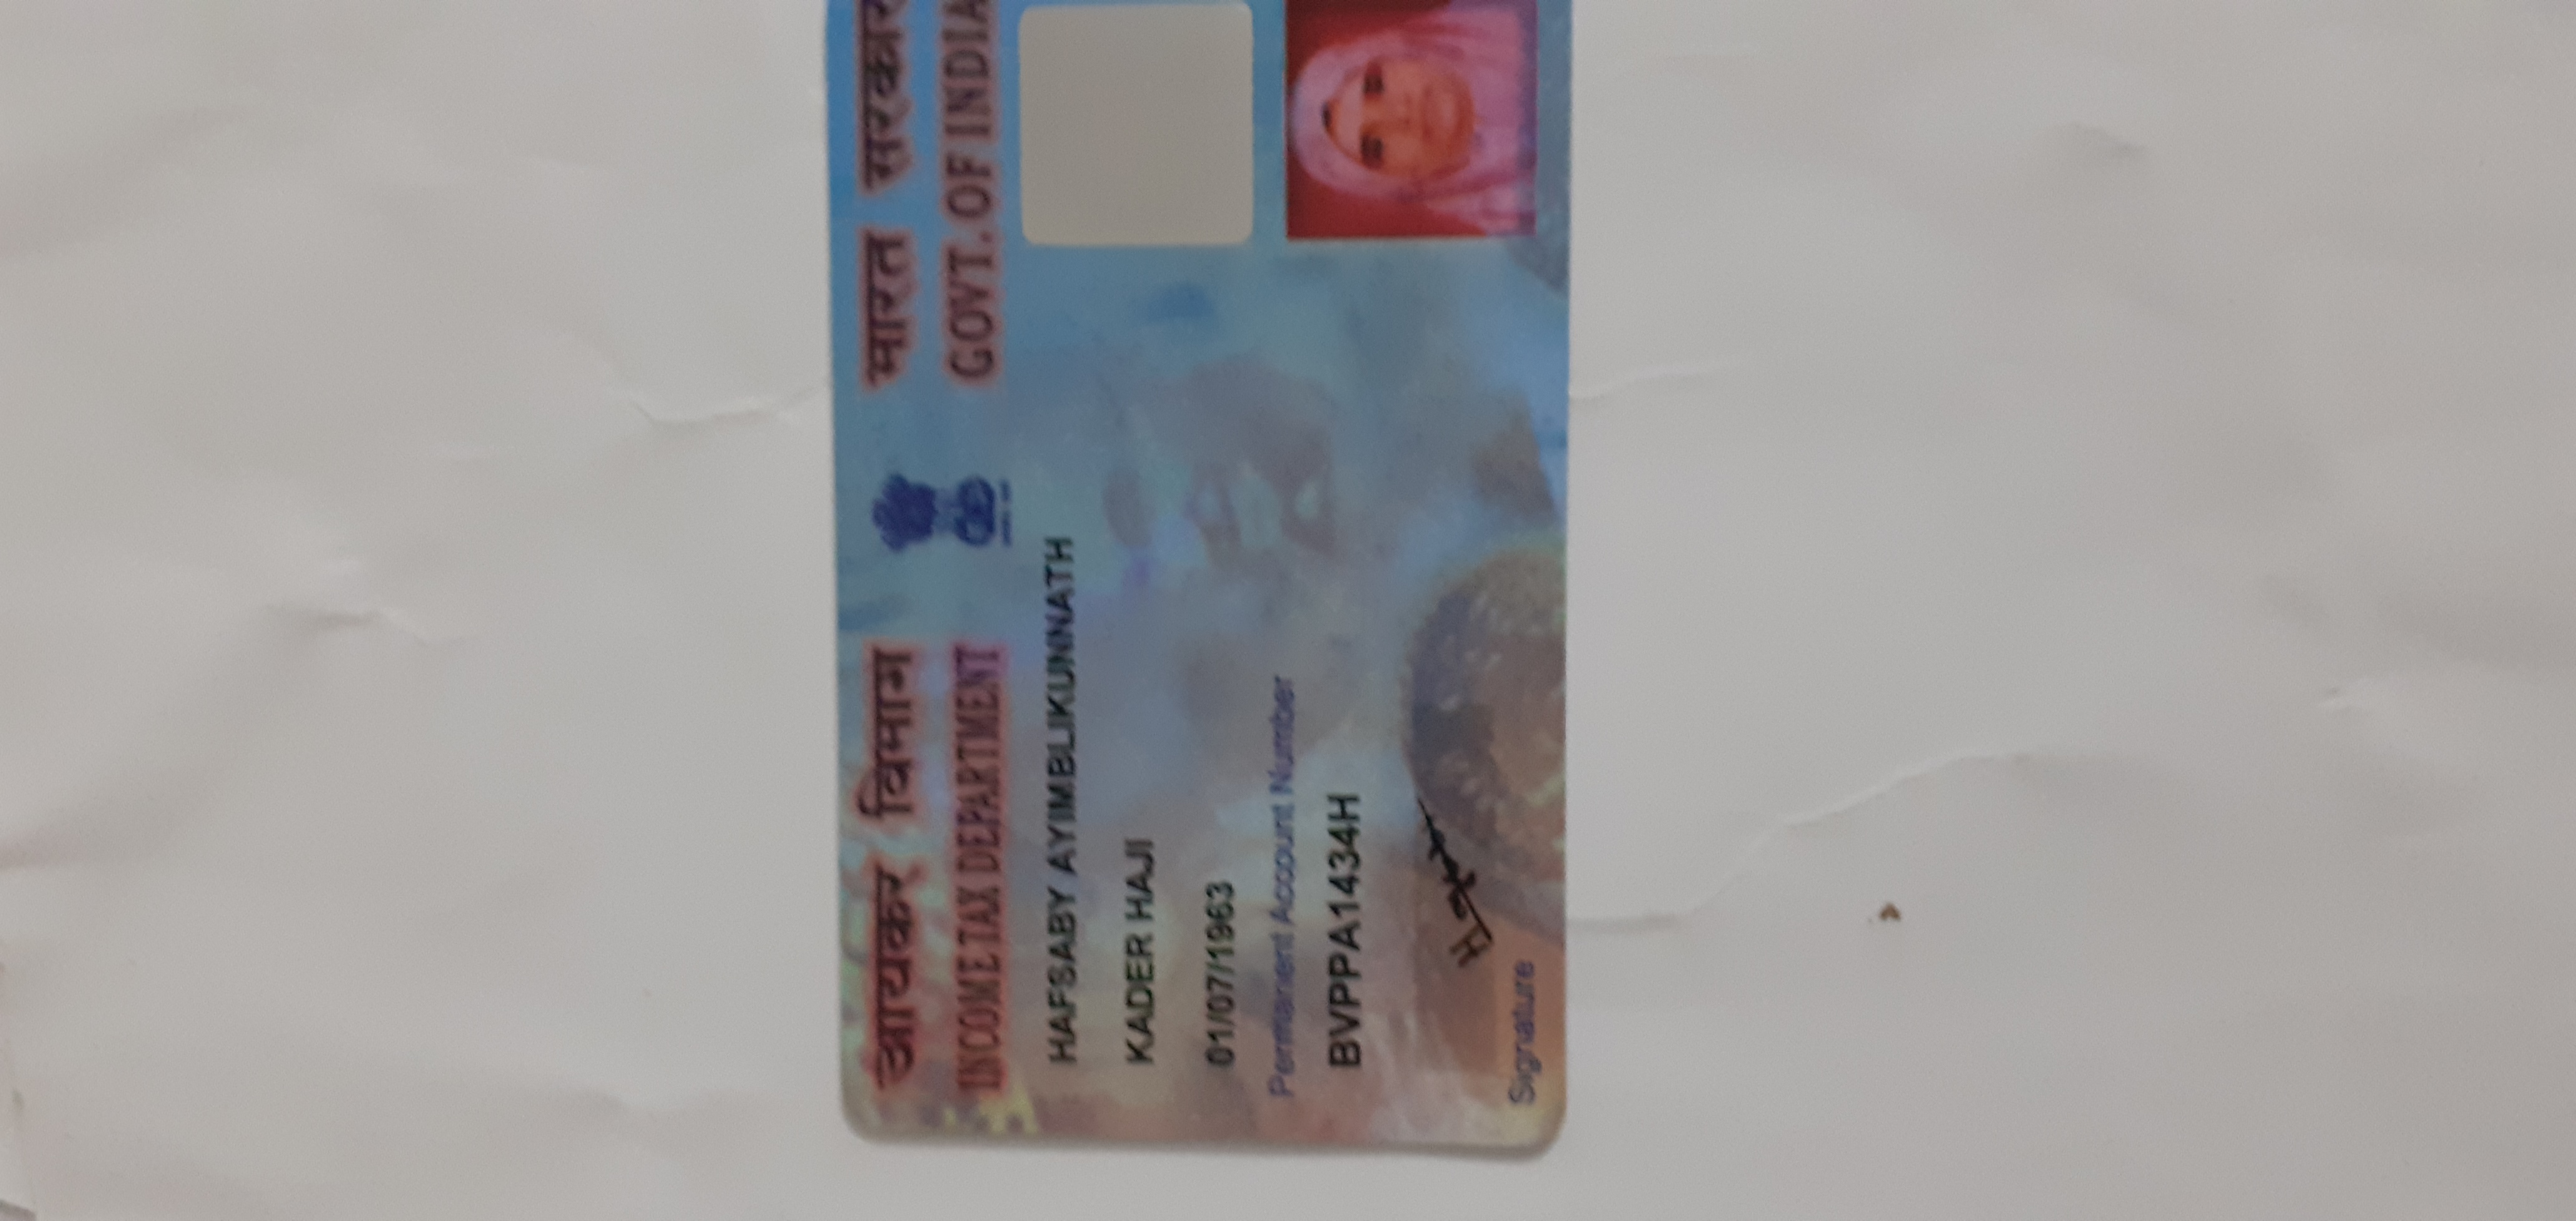 आयकर विभाग भारत सरकार
INCOME TAX DEPARTMENT GOVT. OF INDIA
HAFSABY AYIMBLIKUNNATH
KADER HAJI
01/07/1963
Permanent Account Number
BVPPA1434H
Signature